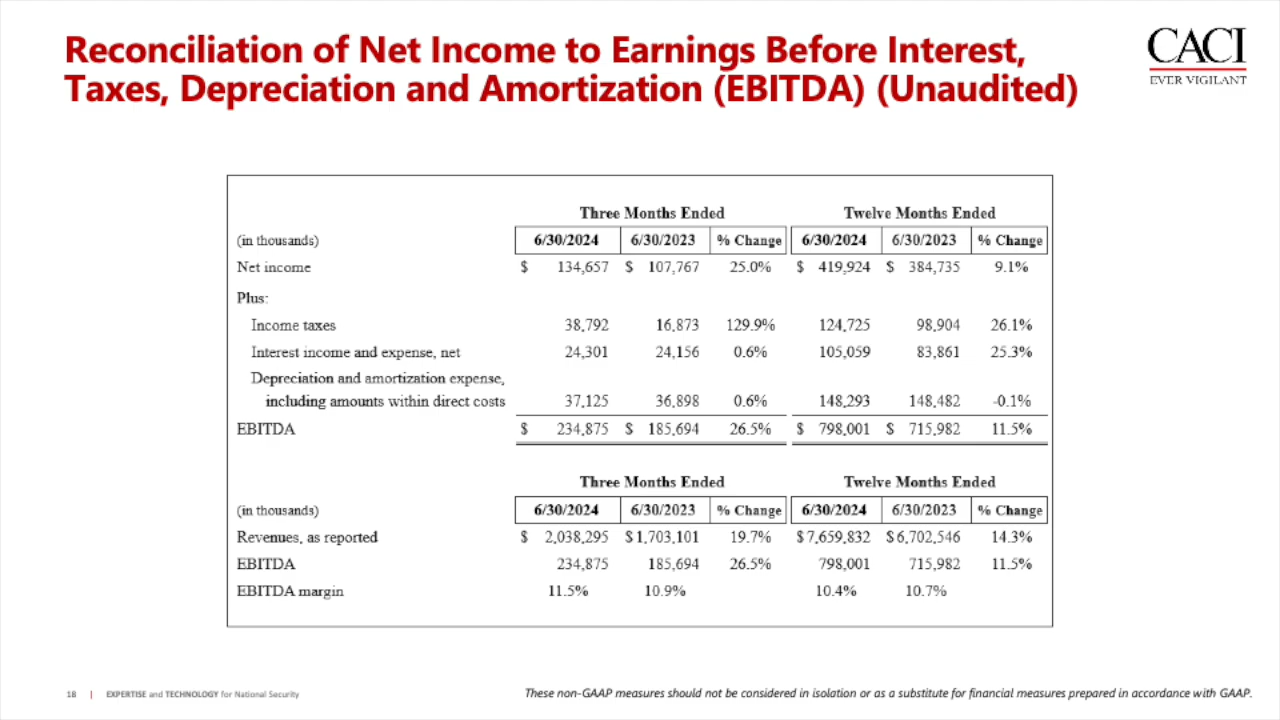 Reconciliation of Net Income to Earnings Before Interest,
Taxes, Depreciation and Amortization (EBITDA) (Unaudited)
CACI
EVER VIGILANT
Three Months Ended Twelve Months Ended
(in thousands) 6/30/2024 6/30/2023 % Change 6/30/2024 6/30/2023 % Change
Net income $ 134,657 $ 107,767 25.0% $ 419,924 $ 384,735 9.1%
Plus:
Income taxes 38,792 16,873 129.9% 124,725 98,904 26.1%
Interest income and expense, net 24,301 24,156 0.6% 105,059 83,861 25.3%
Depreciation and amortization expense,
including amounts within direct costs 37,125 36,898 0.6% 148,293 148,482 -0.1%
EBITDA $ 234,875 $ 185,694 26.5% $ 798,001 $ 715,982 11.5%
Three Months Ended Twelve Months Ended
(in thousands) 6/30/2024 6/30/2023 % Change 6/30/2024 6/30/2023 % Change
Revenues, as reported $ 2,038,295 $ 1,703,101 19.7% $ 7,659,832 $ 6,702,546 14.3%
EBITDA 234,875 185,694 26.5% 798,001 715,982 11.5%
EBITDA margin 11.5% 10.9% 10.4% 10.7%
18 | EXPERTISE and TECHNOLOGY for National Security
These non-GAAP measures should not be considered in isolation or as a substitute for financial measures prepared in accordance with GAAP.